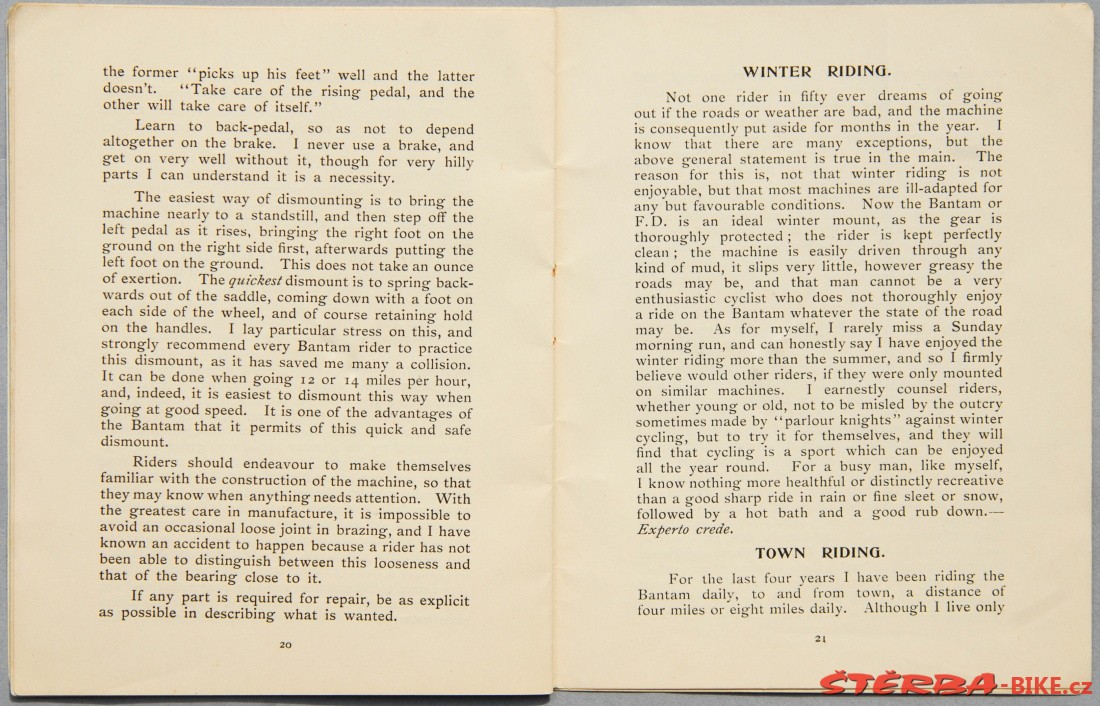 the former “picks up his feet” well and the latter
doesn’t. “Take care of the rising pedal, and the
other will take care of itself.”
Learn to back-pedal, so as not to depend
altogether on the brake. I never use a brake, and
get on very well without it, though for very hilly
parts I can understand it is a necessity.
The easiest way of dismounting is to bring the
machine nearly to a standstill, and then step off the
left pedal as it rises, bringing the right foot on the
ground on the right side first, afterwards putting the
left foot on the ground. This does not take an ounce
of exertion. The quickest dismount is to spring back-
wards out of the saddle, coming down with a foot on
each side of the wheel, and of course retaining hold
on the handles. I lay particular stress on this, and
strongly recommend every Bantam rider to practice
this dismount, as it has saved me many a collision.
It can be done when going 12 or 14 miles per hour,
and, indeed, it is easiest to dismount this way when
going at good speed. It is one of the advantages of
the Bantam that it permits of this quick and safe
dismount.
Riders should endeavour to make themselves
familiar with the construction of the machine, so that
they may know when anything needs attention. With
the greatest care in manufacture, it is impossible to
avoid an occasional loose joint in brazing, and I have
known an accident to happen because a rider has not
been able to distinguish between this looseness and
that of the bearing close to it.
If any part is required for repair, be as explicit
as possible in describing what is wanted.
20
WINTER RIDING.
Not one rider in fifty ever dreams of going
out if the roads or weather are bad, and the machine
is consequently put aside for months in the year. I
know that there are many exceptions, but the
above general statement is true in the main. The
reason for this is, not that winter riding is not
enjoyable, but that most machines are ill-adapted for
any but favourable conditions. Now the Bantam or
F.D. is an ideal winter mount, as the gear is
thoroughly protected; the rider is kept perfectly
clean; the machine is easily driven through any
kind of mud, it slips very little, however greasy the
roads may be, and that man cannot be a very
enthusiastic cyclist who does not thoroughly enjoy
a ride on the Bantam whatever the state of the road
may be. As for myself, I rarely miss a Sunday
morning run, and can honestly say I have enjoyed the
winter riding more than the summer, and so I firmly
believe would other riders, if they were only mounted
on similar machines. I earnestly counsel riders,
whether young or old, not to be misled by the outcry
sometimes made by “parlour knights” against winter
cycling, but to try it for themselves, and they will
find that cycling is a sport which can be enjoyed
all the year round. For a busy man, like myself,
I know nothing more healthful or distinctly recreative
than a good sharp ride in rain or fine sleet or snow,
followed by a hot bath and a good rub down.—
Experto crede.
TOWN RIDING.
For the last four years I have been riding the
Bantam daily, to and from town, a distance of
four miles or eight miles daily. Although I live only
21
ŠTĚRBA-BIKE.cz